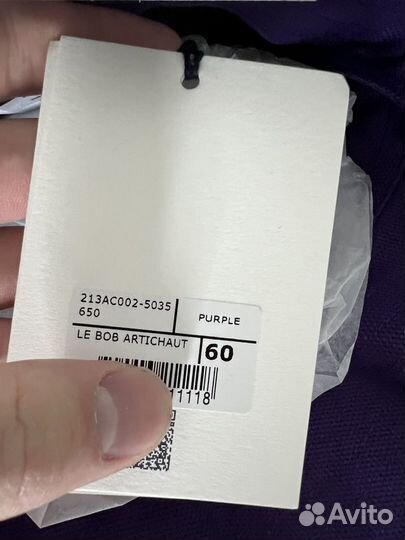 213AC002-5035
650
PURPLE
LE BOB ARTICHAUT
60
11118
Avito